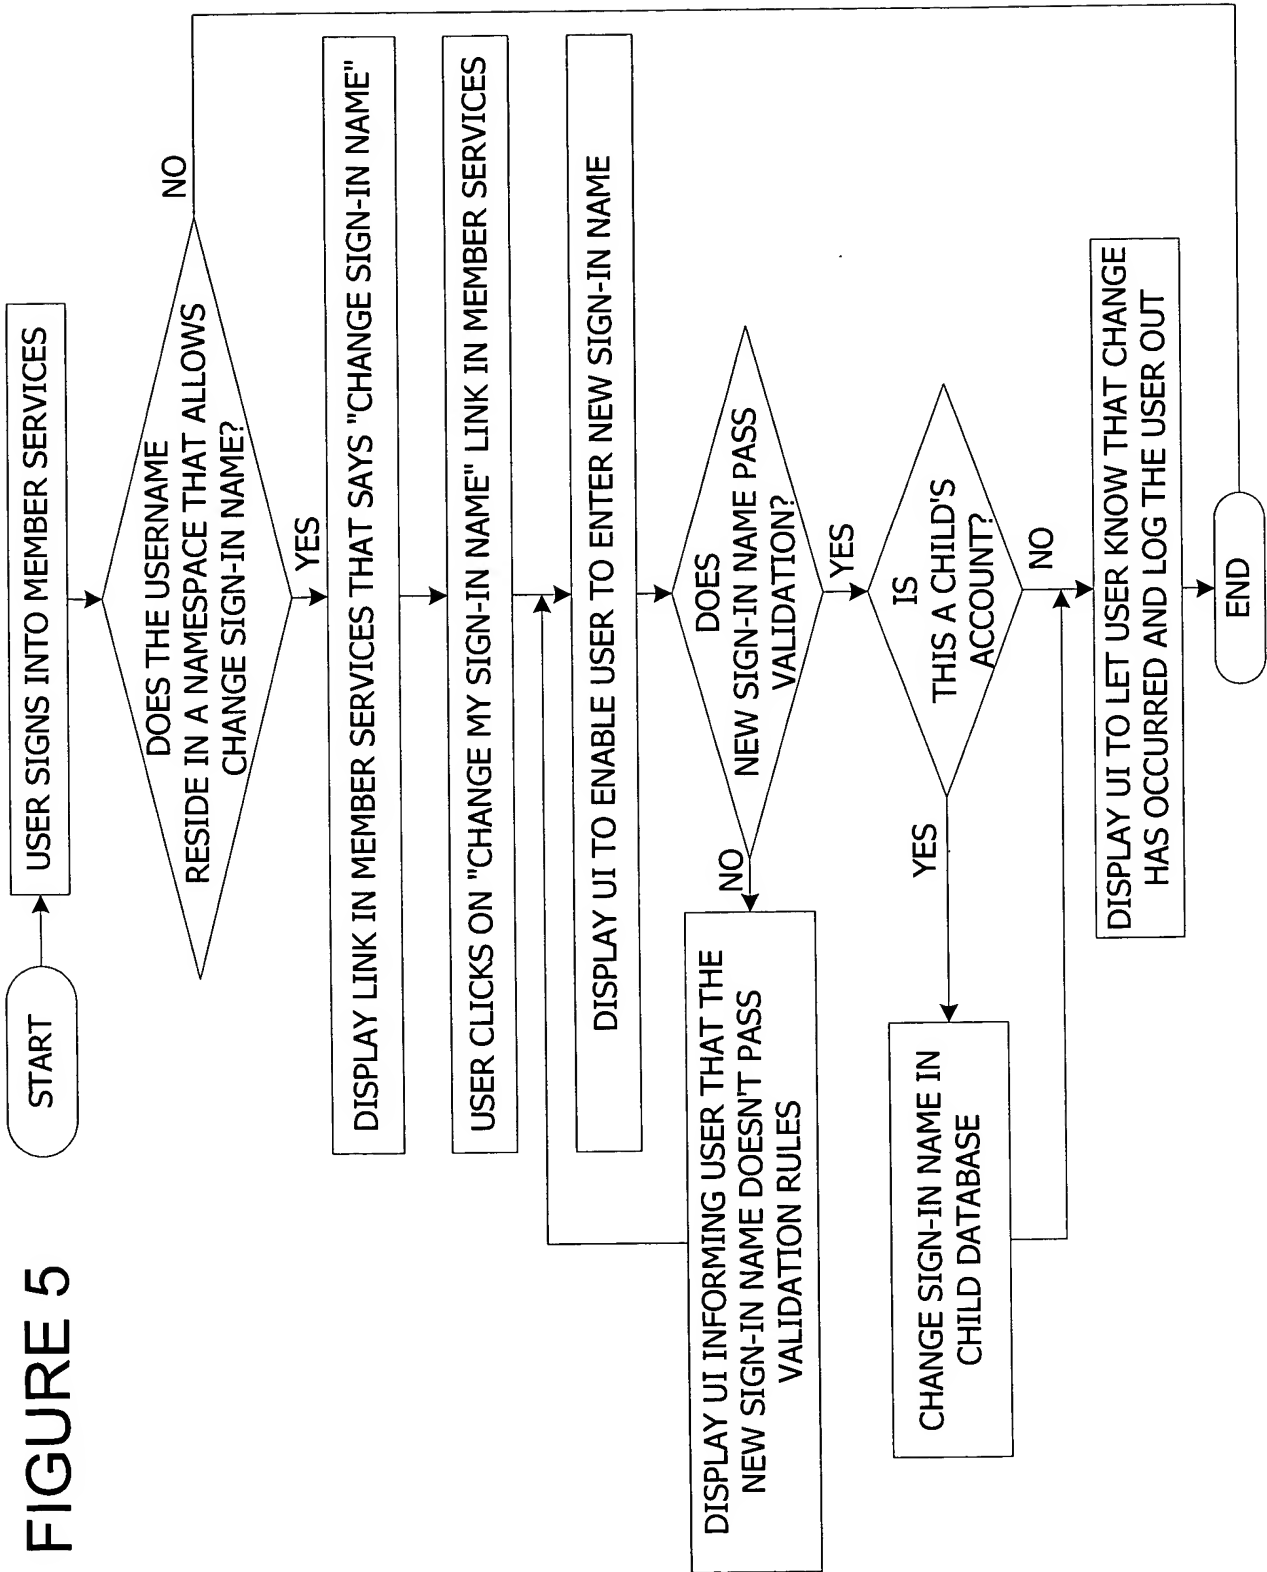 FIGURE 5
START
USER SIGNS INTO MEMBER SERVICES
DOES THE USERNAME
RESIDE IN A NAMESPACE THAT ALLOWS
CHANGE SIGN-IN NAME?
NO
YES
DISPLAY LINK IN MEMBER SERVICES THAT SAYS "CHANGE SIGN-IN NAME"
USER CLICKS ON "CHANGE MY SIGN-IN NAME" LINK IN MEMBER SERVICES
DISPLAY UI TO ENABLE USER TO ENTER NEW SIGN-IN NAME
DOES
NEW SIGN-IN NAME PASS
VALIDATION?
NO
YES
DISPLAY UI INFORMING USER THAT THE
NEW SIGN-IN NAME DOESN'T PASS
VALIDATION RULES
IS
THIS A CHILD'S
ACCOUNT?
YES
NO
CHANGE SIGN-IN NAME IN
CHILD DATABASE
DISPLAY UI TO LET USER KNOW THAT CHANGE
HAS OCCURRED AND LOG THE USER OUT
END